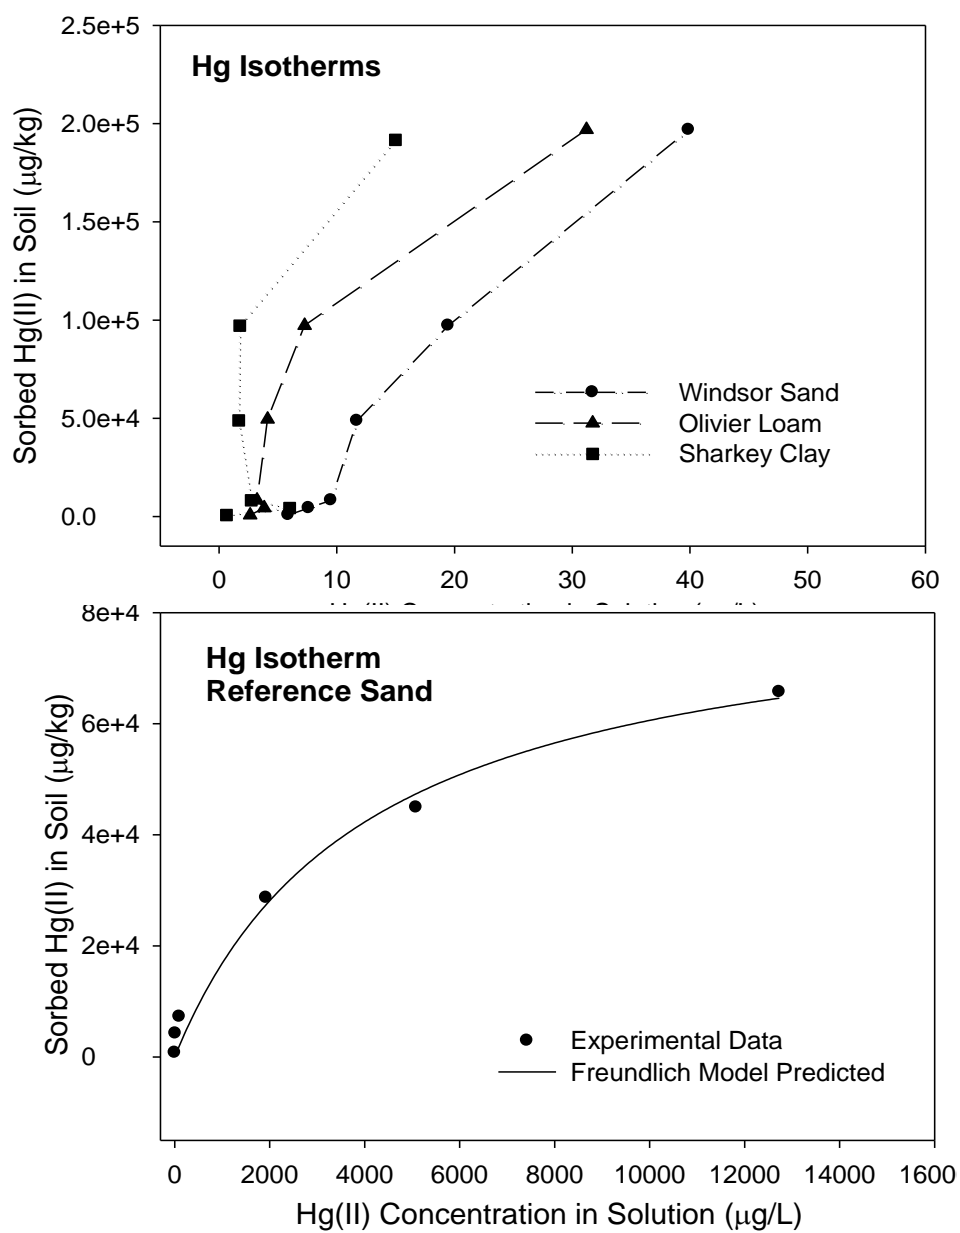 2.5e+5
Hg Isotherms
2.0e+5
1.5e+5
1.0e+5
5.0e+4
0.0
Sorbed Hg(II) in Soil (μg/kg)
Windsor Sand
Olivier Loam
Sharkey Clay
0 10 20 30 40 50 60
8e+4
Hg Isotherm
Reference Sand
6e+4
4e+4
2e+4
0
Sorbed Hg(II) in Soil (μg/kg)
Experimental Data
Freundlich Model Predicted
0 2000 4000 6000 8000 10000 12000 14000 1600
Hg(II) Concentration in Solution (μg/L)